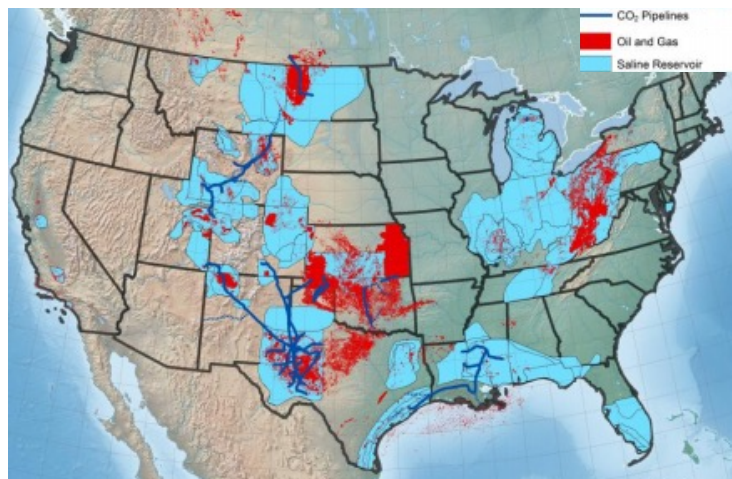 CO₂ Pipelines
Oil and Gas
Saline Reservoir